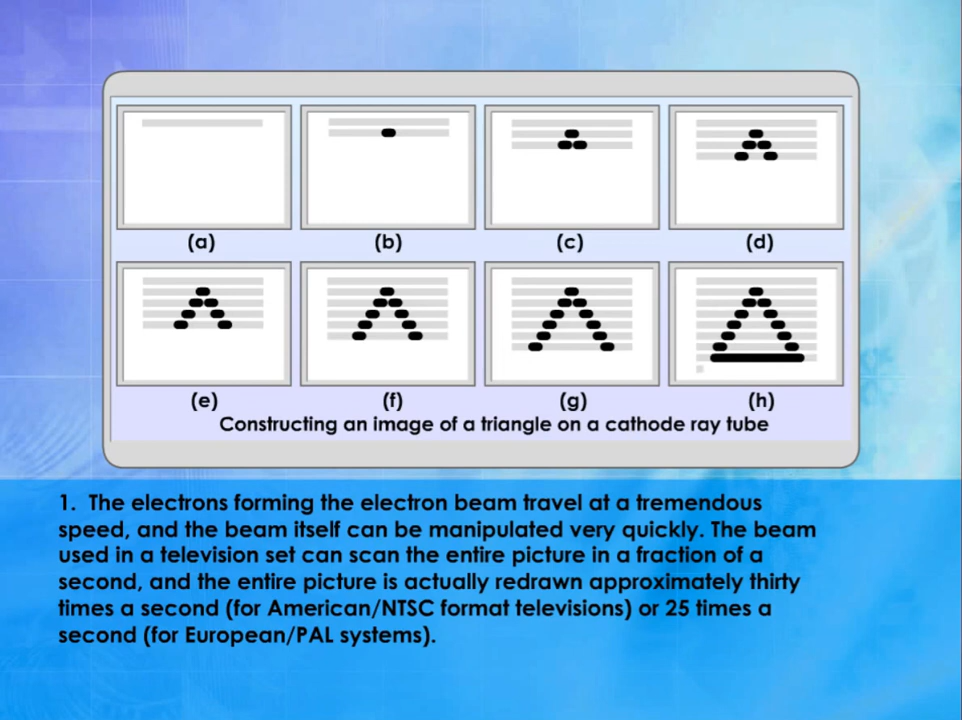 (a) (b) (c) (d)
(e) (f) (g) (h)
Constructing an image of a triangle on a cathode ray tube
1. The electrons forming the electron beam travel at a tremendous
speed, and the beam itself can be manipulated very quickly. The beam
used in a television set can scan the entire picture in a fraction of a
second, and the entire picture is actually redrawn approximately thirty
times a second (for American/NTSC format televisions) or 25 times a
second (for European/PAL systems).